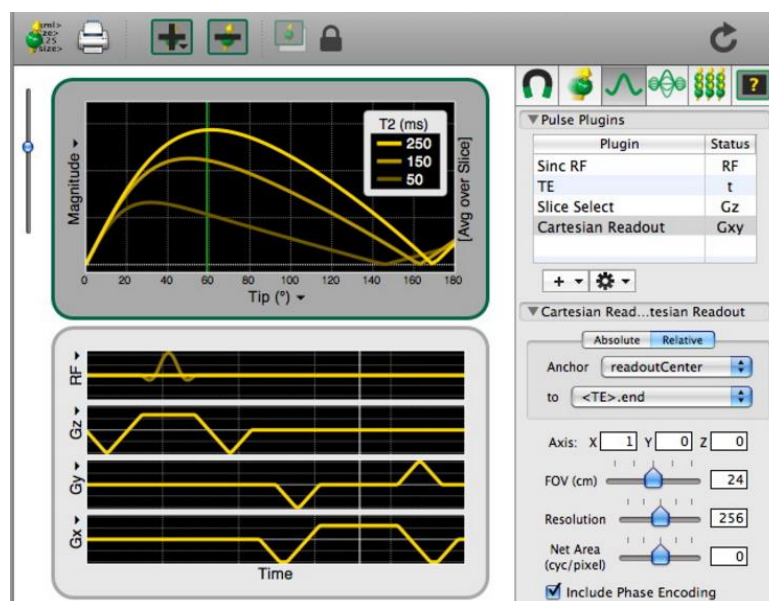 T2 (ms)
250
150
50
Magnitude
[Avg over Slice]
0 20 40 60 80 100 120 140 160 180
Tip (°)
RF
Gz
Gy
Gx
Time
?
Pulse Plugins
Plugin Status
Sinc RF RF
TE t
Slice Select Gz
Cartesian Readout Gxy
Cartesian Read...tesian Readout
Absolute Relative
Anchor readoutCenter
to <TE>.end
Axis: X 1 Y 0 Z 0
FOV (cm) 24
Resolution 256
Net Area
(cyc/pixel) 0
Include Phase Encoding